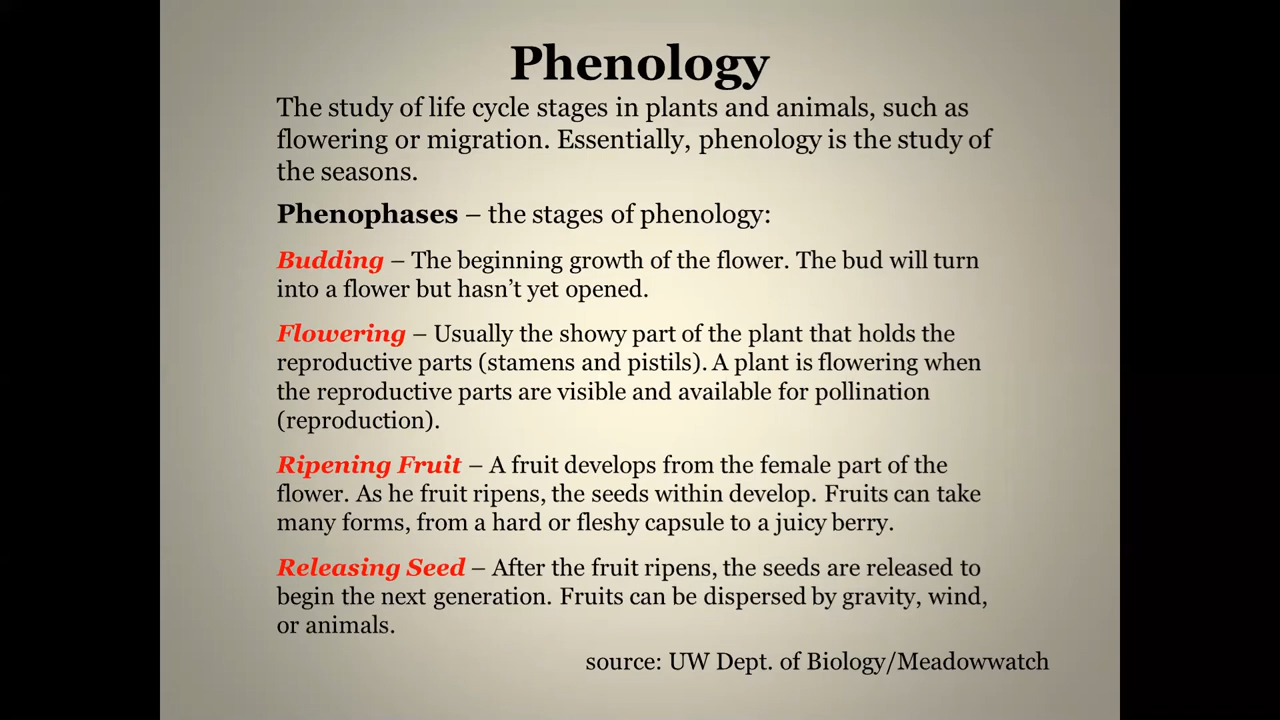 Phenology
The study of life cycle stages in plants and animals, such as
flowering or migration. Essentially, phenology is the study of
the seasons.
Phenophases – the stages of phenology:
Budding – The beginning growth of the flower. The bud will turn
into a flower but hasn’t yet opened.
Flowering – Usually the showy part of the plant that holds the
reproductive parts (stamens and pistils). A plant is flowering when
the reproductive parts are visible and available for pollination
(reproduction).
Ripening Fruit – A fruit develops from the female part of the
flower. As he fruit ripens, the seeds within develop. Fruits can take
many forms, from a hard or fleshy capsule to a juicy berry.
Releasing Seed – After the fruit ripens, the seeds are released to
begin the next generation. Fruits can be dispersed by gravity, wind,
or animals.
source: UW Dept. of Biology/Meadowwatch